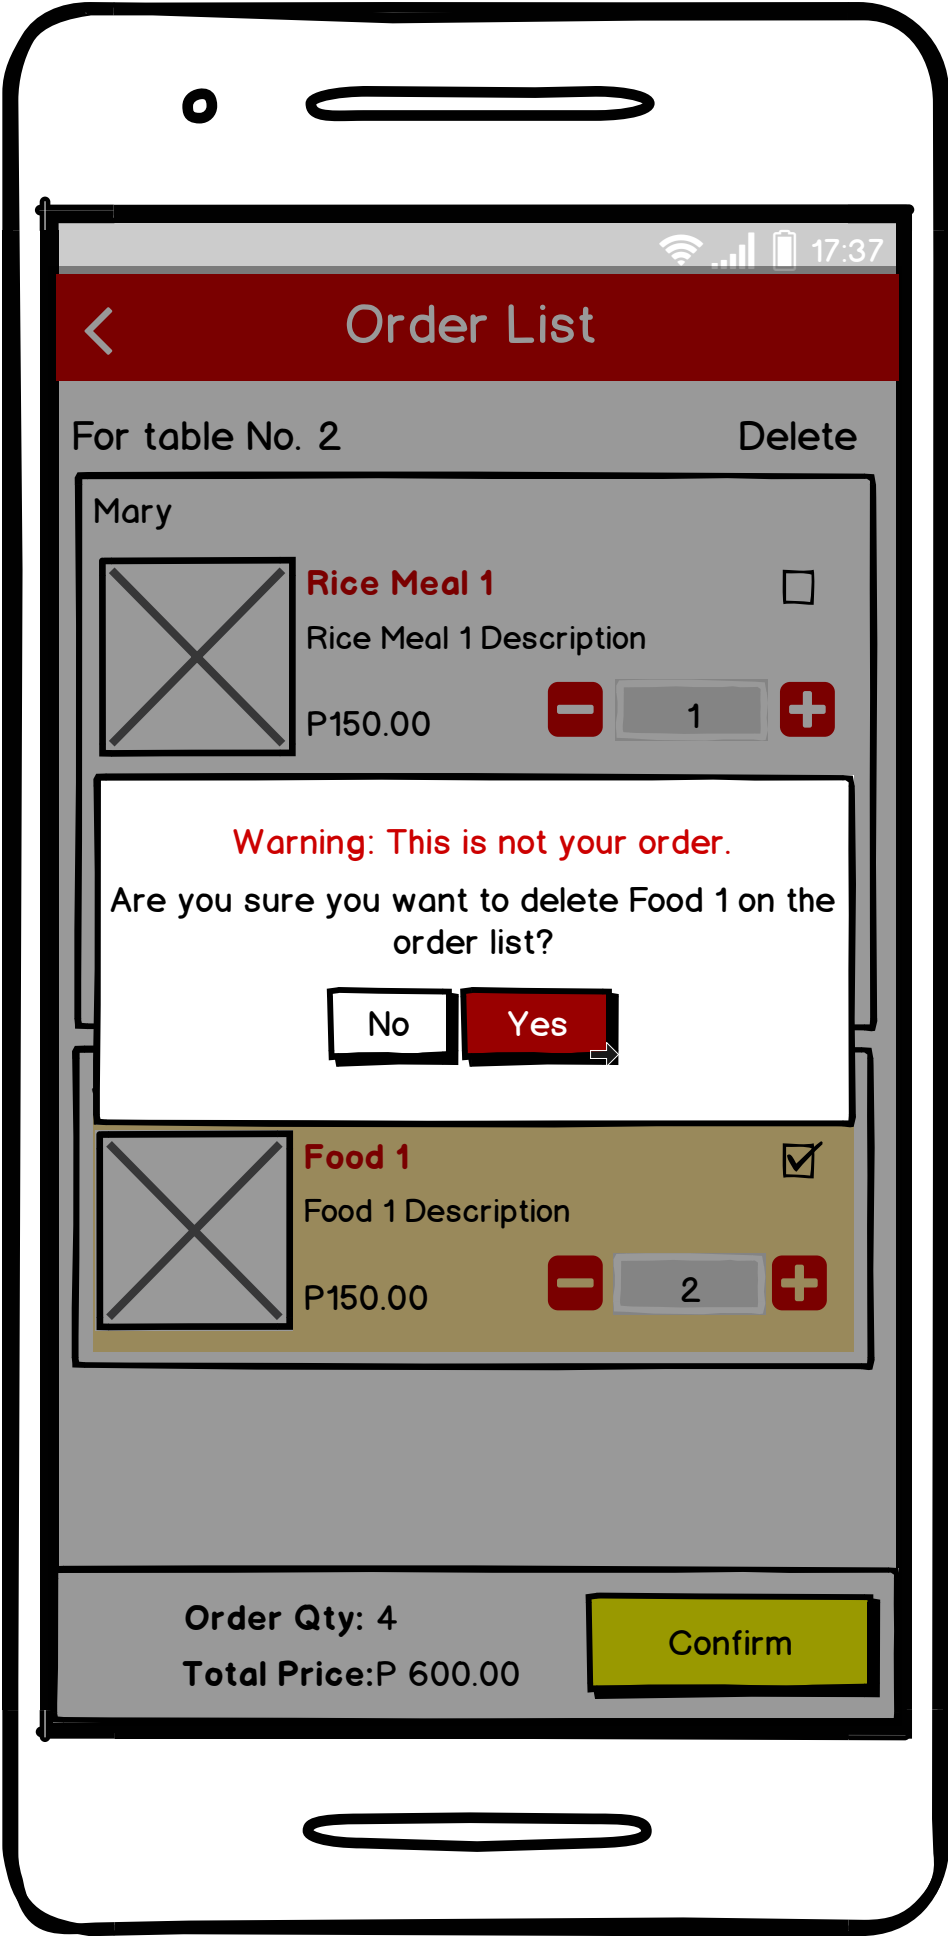 17:37
Order List
For table No. 2
Delete
Mary
Rice Meal 1
Rice Meal 1 Description
P150.00
1
Warning: This is not your order.
Are you sure you want to delete Food 1 on the
order list?
No
Yes
Food 1
Food 1 Description
P150.00
2
Order Qty: 4
Total Price:P 600.00
Confirm